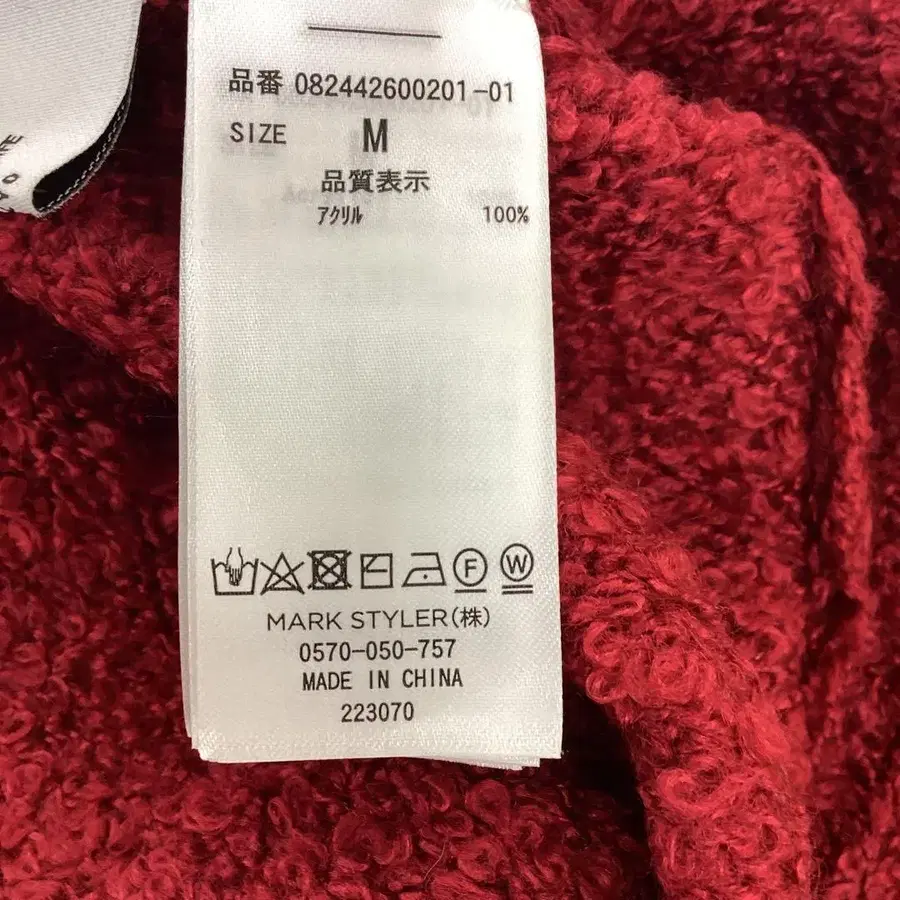 品番 082442600201-01
SIZE M
品質表示
アクリル 100%
F W
MARK STYLER(株)
0570-050-757
MADE IN CHINA
223070